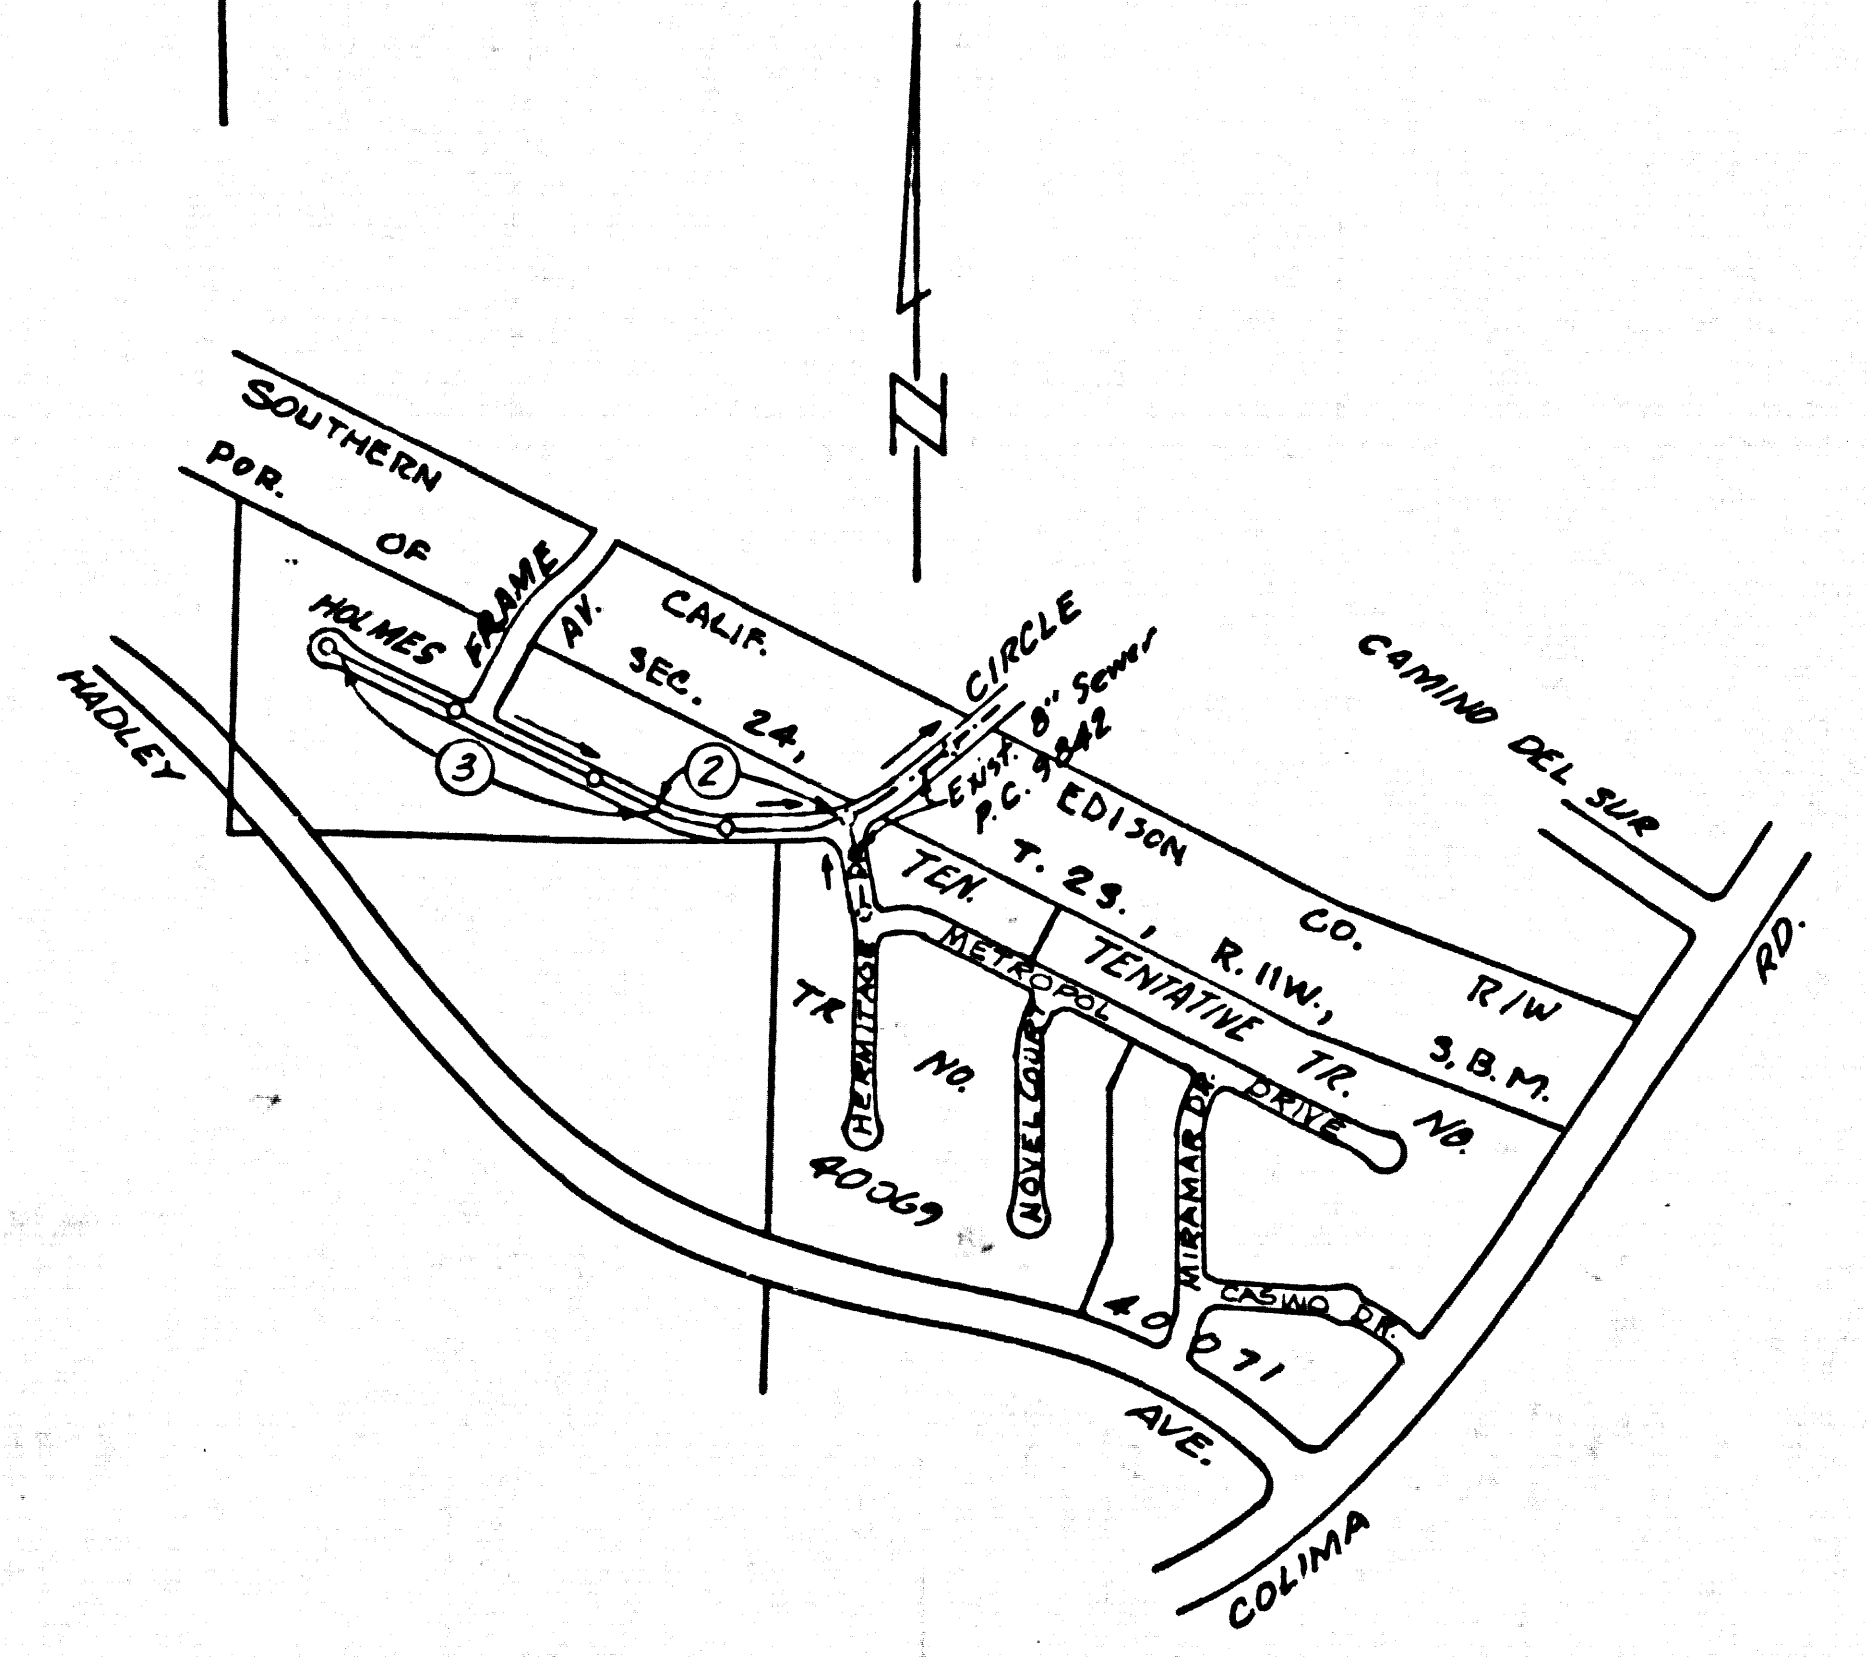 N
SOUTHERN CALIF. EDISON CO. R/W
POR. OF SEC. 24, T. 2S., R. 11W., S.B.M.
FRAME AV.
HOLMES CIRCLE
Exist. 8" Sewer
P.C. 9842
CAMINO DEL SUR
HADLEY AVE.
3
2
TEN.
TR NO. 40069
HERMITAGE DR.
METROPOL DRIVE
TENTATIVE TR. NO. 40071
NOVEL COURT
MIRAMAR DR.
CASINO DR.
COLIMA RD.